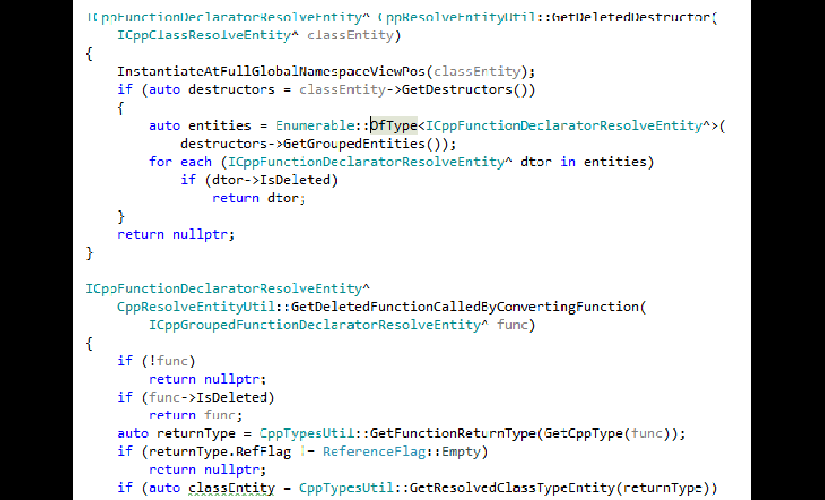 ICppFunctionDeclaratorResolveEntity^ CppResolveEntityUtil::GetDeletedDestructor(
ICppClassResolveEntity^ classEntity)
{
InstantiateAtFullGlobalNamespaceViewPos(classEntity);
if (auto destructors = classEntity->GetDestructors())
{
auto entities = Enumerable::OfType<ICppFunctionDeclaratorResolveEntity^>(
destructors->GetGroupedEntities());
for each (ICppFunctionDeclaratorResolveEntity^ dtor in entities)
if (dtor->IsDeleted)
return dtor;
}
return nullptr;
}
ICppFunctionDeclaratorResolveEntity^
CppResolveEntityUtil::GetDeletedFunctionCalledByConvertingFunction(
ICppGroupedFunctionDeclaratorResolveEntity^ func)
{
if (!func)
return nullptr;
if (func->IsDeleted)
return func;
auto returnType = CppTypesUtil::GetFunctionReturnType(GetCppType(func));
if (returnType.RefFlag != ReferenceFlag::Empty)
return nullptr;
if (auto classEntity = CppTypesUtil::GetResolvedClassTypeEntity(returnType))